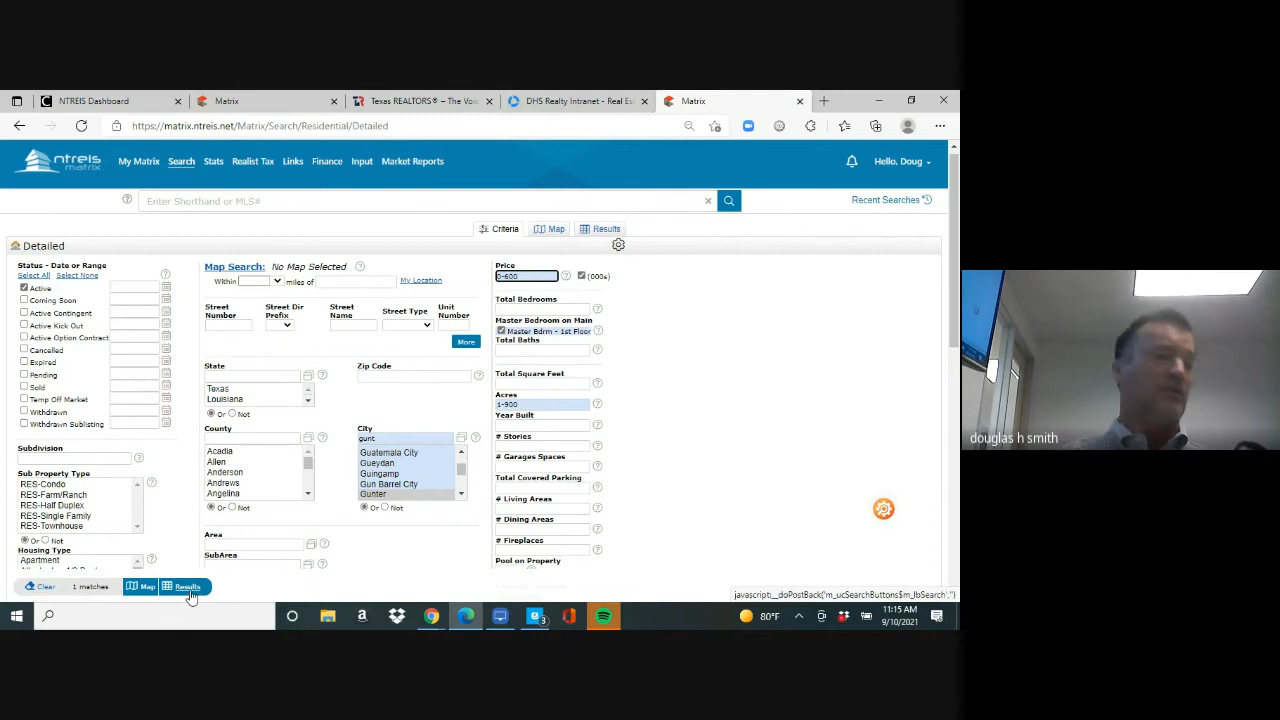 NTREIS Dashboard
Matrix
Texas REALTORS® – The Voi
DHS Realty Intranet - Real Es
Matrix
https://matrix.ntreis.net/Matrix/Search/Residential/Detailed
ntreis
matrix
My Matrix Search Stats Realist Tax Links Finance Input Market Reports
Hello, Doug
Enter Shorthand or MLS#
Recent Searches
Criteria Map Results
Detailed
Status - Date or Range
Select All Select None
Active
Coming Soon
Active Contingent
Active Kick Out
Active Option Contract
Cancelled
Expired
Pending
Sold
Temp Off Market
Withdrawn
Withdrawn Sublisting
Subdivision
Sub Property Type
RES-Condo
RES-Farm/Ranch
RES-Half Duplex
RES-Single Family
RES-Townhouse
Or Not
Housing Type
Apartment
Map Search: No Map Selected
Within miles of My Location
Street Number
Street Dir Prefix
Street Name
Street Type
Unit Number
More
State
Texas
Louisiana
Or Not
Zip Code
County
Acadia
Allen
Anderson
Andrews
Angelina
Or Not
City
gunt
Guatemala City
Gueydan
Guingamp
Gun Barrel City
Gunter
Or Not
Area
SubArea
Price
0-600
(000s)
Total Bedrooms
Master Bedroom on Main
Master Bdrm - 1st Floor
Total Baths
Total Square Feet
Acres
1-900
Year Built
# Stories
# Garages Spaces
Total Covered Parking
# Living Areas
# Dining Areas
# Fireplaces
Pool on Property
Clear 1 matches Map Results
javascript:__doPostBack('m_ucSearchButtons$m_lbSearch','')
3
80°F
11:15 AM
9/10/2021
douglas h smith